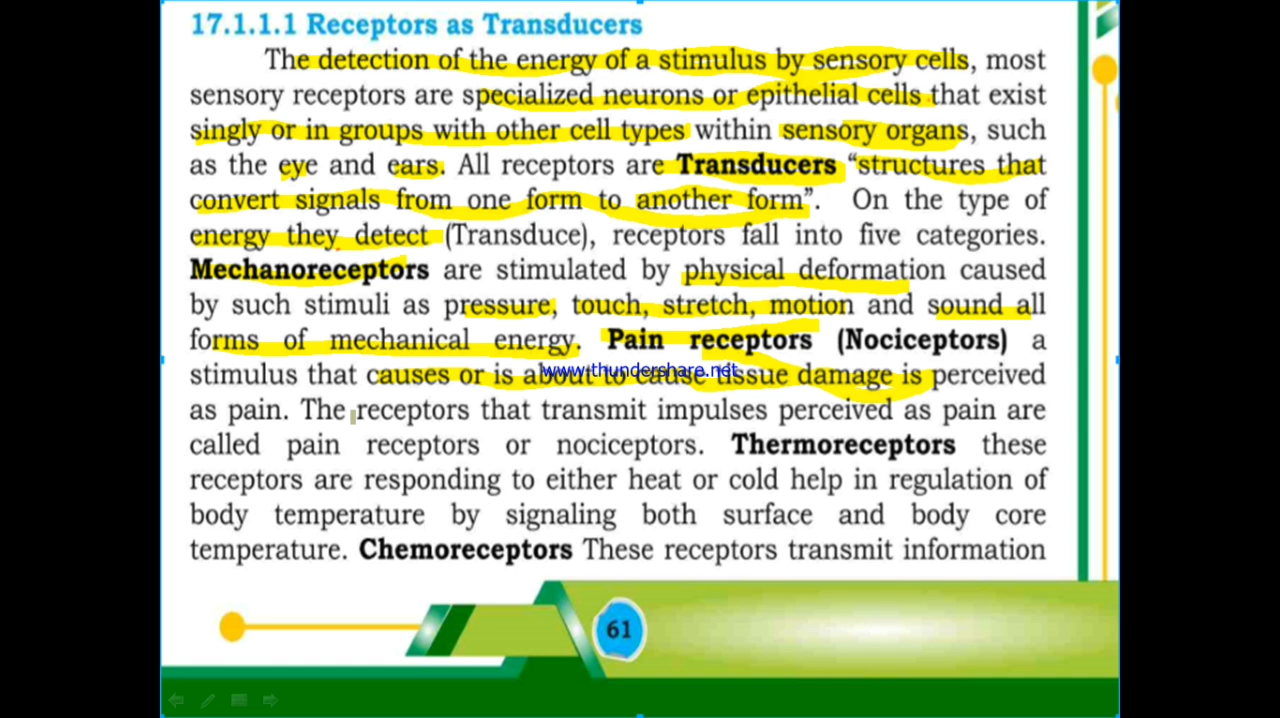 17.1.1.1 Receptors as Transducers
The detection of the energy of a stimulus by sensory cells, most
sensory receptors are specialized neurons or epithelial cells that exist
singly or in groups with other cell types within sensory organs, such
as the eye and ears. All receptors are Transducers “structures that
convert signals from one form to another form”. On the type of
energy they detect (Transduce), receptors fall into five categories.
Mechanoreceptors are stimulated by physical deformation caused
by such stimuli as pressure, touch, stretch, motion and sound all
forms of mechanical energy. Pain receptors (Nociceptors) a
stimulus that causes or is about to cause tissue damage is perceived
www.thundershare.net
as pain. The receptors that transmit impulses perceived as pain are
called pain receptors or nociceptors. Thermoreceptors these
receptors are responding to either heat or cold help in regulation of
body temperature by signaling both surface and body core
temperature. Chemoreceptors These receptors transmit information
61